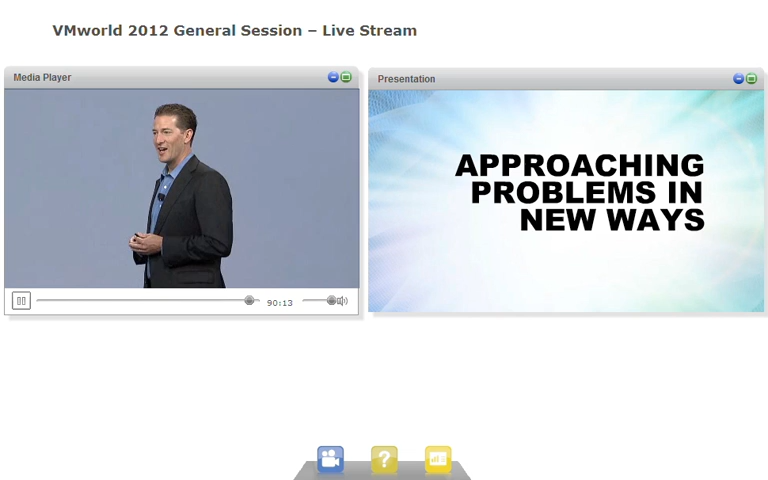 VMworld 2012 General Session – Live Stream
Media Player
Presentation
APPROACHING
PROBLEMS IN
NEW WAYS
90:13
?